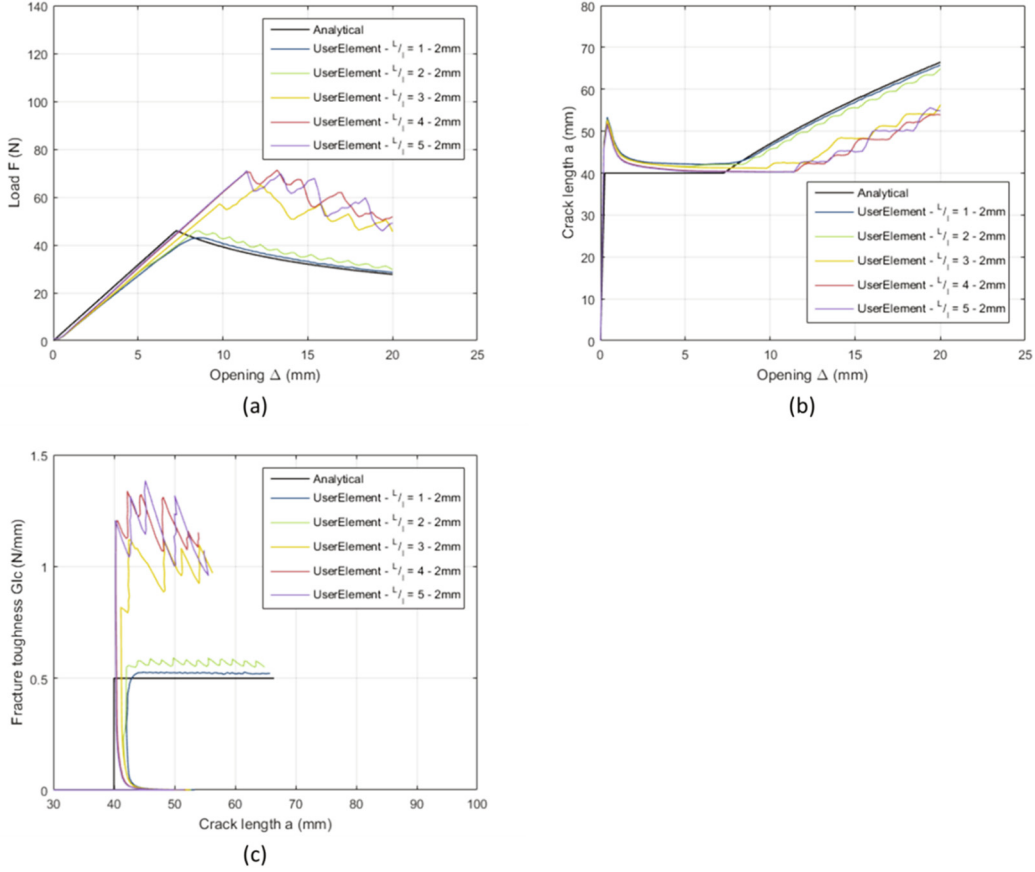 140
120
100
80
60
40
20
0
Load F (N)
Analytical
UserElement - L/l = 1 - 2mm
UserElement - L/l = 2 - 2mm
UserElement - L/l = 3 - 2mm
UserElement - L/l = 4 - 2mm
UserElement - L/l = 5 - 2mm
0 5 10 15 20 25
Opening Δ (mm)
(a)
80
70
60
50
40
30
20
10
0
Crack length a (mm)
Analytical
UserElement - L/l = 1 - 2mm
UserElement - L/l = 2 - 2mm
UserElement - L/l = 3 - 2mm
UserElement - L/l = 4 - 2mm
UserElement - L/l = 5 - 2mm
0 5 10 15 20 25
Opening Δ (mm)
(b)
1.5
1
0.5
0
Fracture toughness GIc (N/mm)
Analytical
UserElement - L/l = 1 - 2mm
UserElement - L/l = 2 - 2mm
UserElement - L/l = 3 - 2mm
UserElement - L/l = 4 - 2mm
UserElement - L/l = 5 - 2mm
30 40 50 60 70 80 90 100
Crack length a (mm)
(c)